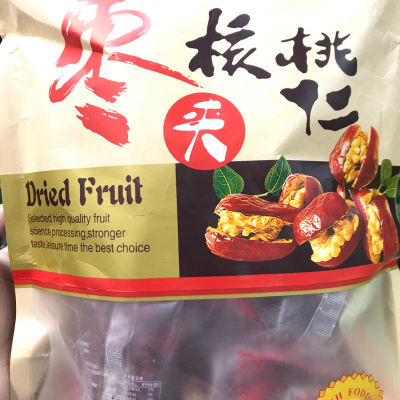 枣夹核桃仁
Dried Fruit
Selected high quality fruit
science processing,stronger
taste,leisure time the best choice